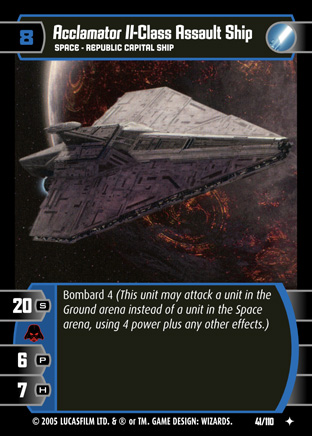 8
Acclamator II-Class Assault Ship
SPACE - REPUBLIC CAPITAL SHIP
20 S
6 P
7 H
Bombard 4 (This unit may attack a unit in the
Ground arena instead of a unit in the Space
arena, using 4 power plus any other effects.)
© 2005 LUCASFILM LTD. & ® or TM. GAME DESIGN: WIZARDS.
41/110